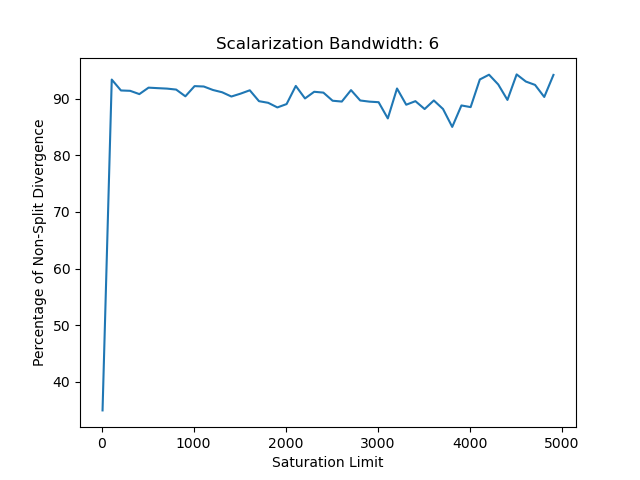 Scalarization Bandwidth: 6
Percentage of Non-Split Divergence
90
80
70
60
50
40
0 1000 2000 3000 4000 5000
Saturation Limit